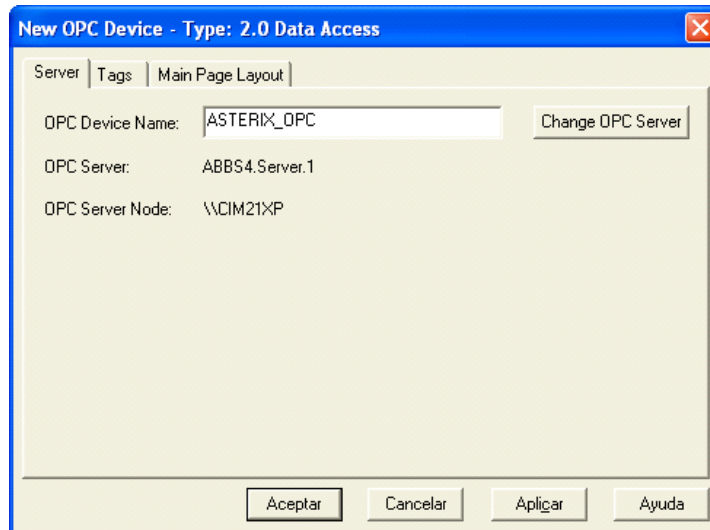 New OPC Device - Type: 2.0 Data Access
Server Tags Main Page Layout
OPC Device Name: ASTERIX_OPC Change OPC Server
OPC Server: ABBS4.Server.1
OPC Server Node: \\CIM21XP
Aceptar Cancelar Aplicar Ayuda